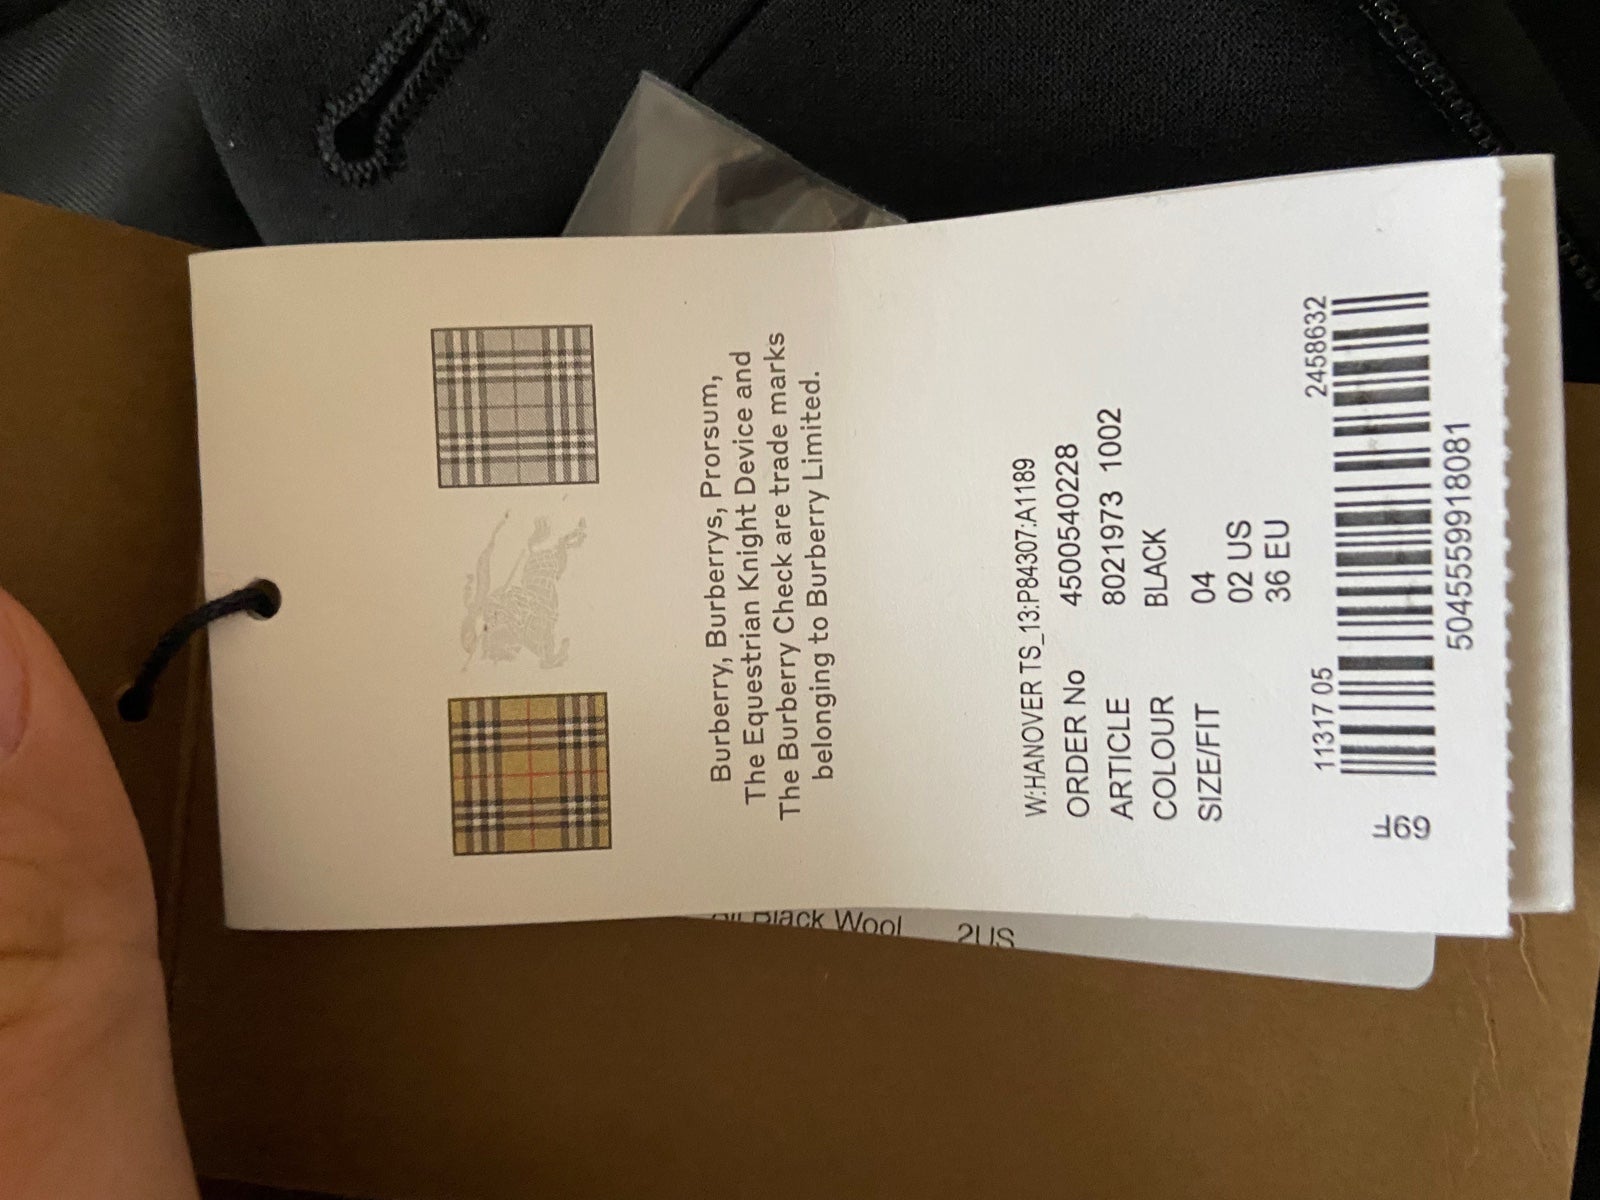 Burberry, Burberrys, Prorsum,
The Equestrian Knight Device and
The Burberry Check are trade marks
belonging to Burberry Limited.
W:HANOVER TS_13:P84307:A1189
ORDER No 4500540228
ARTICLE 8021973 1002
COLOUR BLACK
SIZE/FIT 04
02 US
36 EU
11317 05 2458632
5045559918081
69F
Black Wool 2US